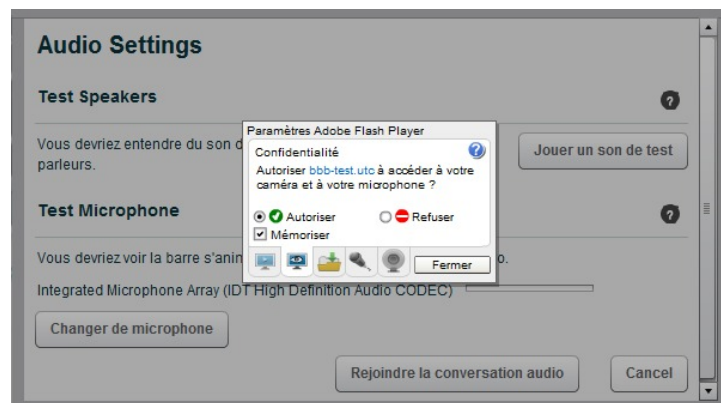 Audio Settings
Test Speakers
Vous devriez entendre du son d
parleurs.
Jouer un son de test
Paramètres Adobe Flash Player
Confidentialité
Autoriser bbb-test.utc à accéder à votre
caméra et à votre microphone ?
Autoriser
Refuser
Mémoriser
Fermer
Test Microphone
Vous devriez voir la barre s'anim
o.
Integrated Microphone Array (IDT High Definition Audio CODEC)
Changer de microphone
Rejoindre la conversation audio
Cancel